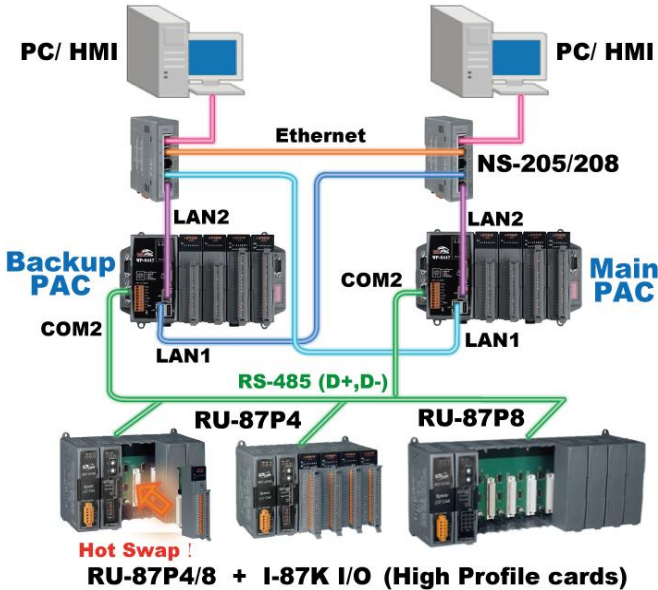 PC/ HMI
PC/ HMI
Ethernet
NS-205/208
LAN2
LAN2
Backup
PAC
COM2
Main
PAC
COM2
LAN1
LAN1
RS-485 (D+,D-)
RU-87P4
RU-87P8
Hot Swap !
RU-87P4/8 + I-87K I/O (High Profile cards)